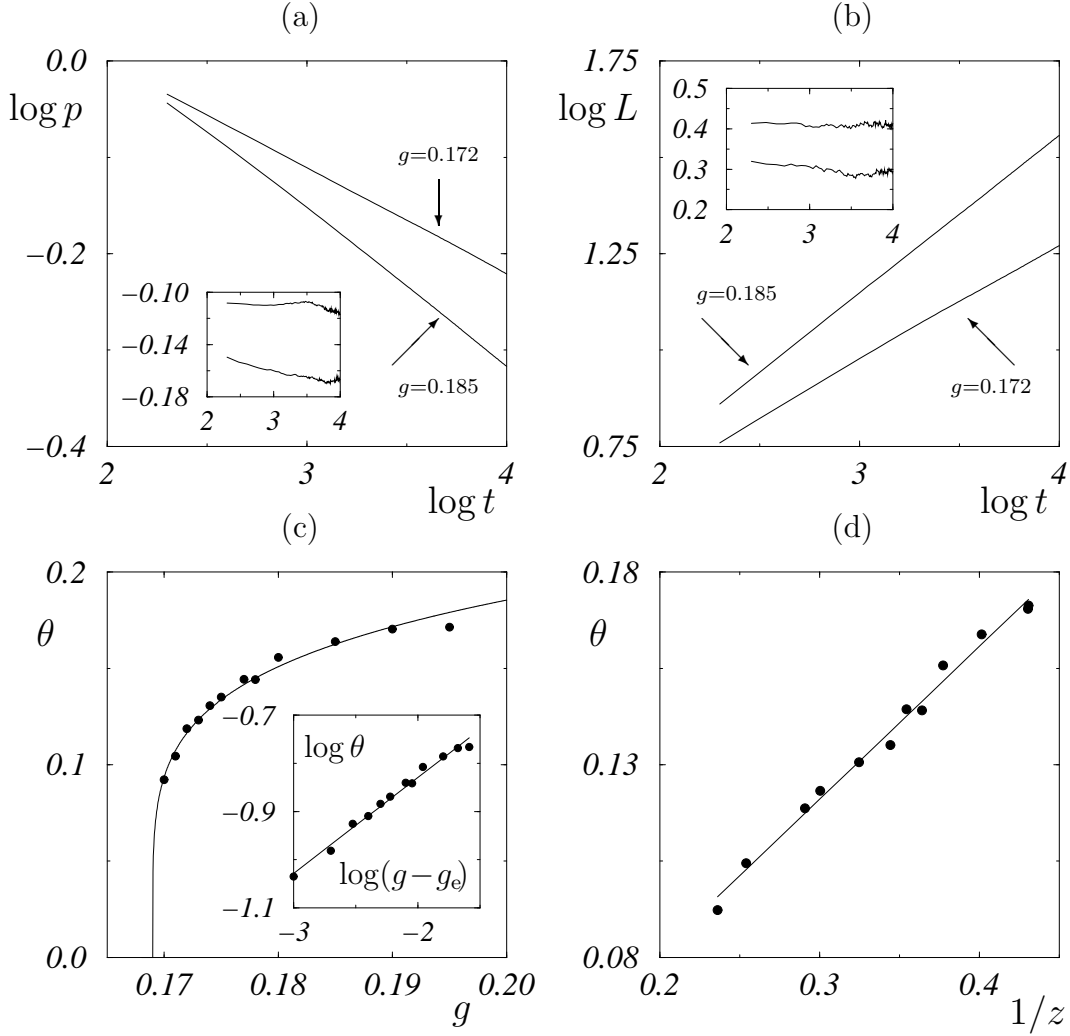 (a)
0.0
log p
−0.2
−0.4
g=0.172
g=0.185
−0.10
−0.14
−0.18
2 3 4
2 3 4
log t
(b)
1.75
log L
1.25
0.75
0.5
0.4
0.3
0.2
2 3 4
g=0.185
g=0.172
2 3 4
log t
(c)
0.2
θ
0.1
0.0
−0.7
log θ
−0.9
−1.1
log(g−gₑ)
−3 −2
0.17 0.18 0.19 0.20
g
(d)
0.18
θ
0.13
0.08
0.2 0.3 0.4
1/z